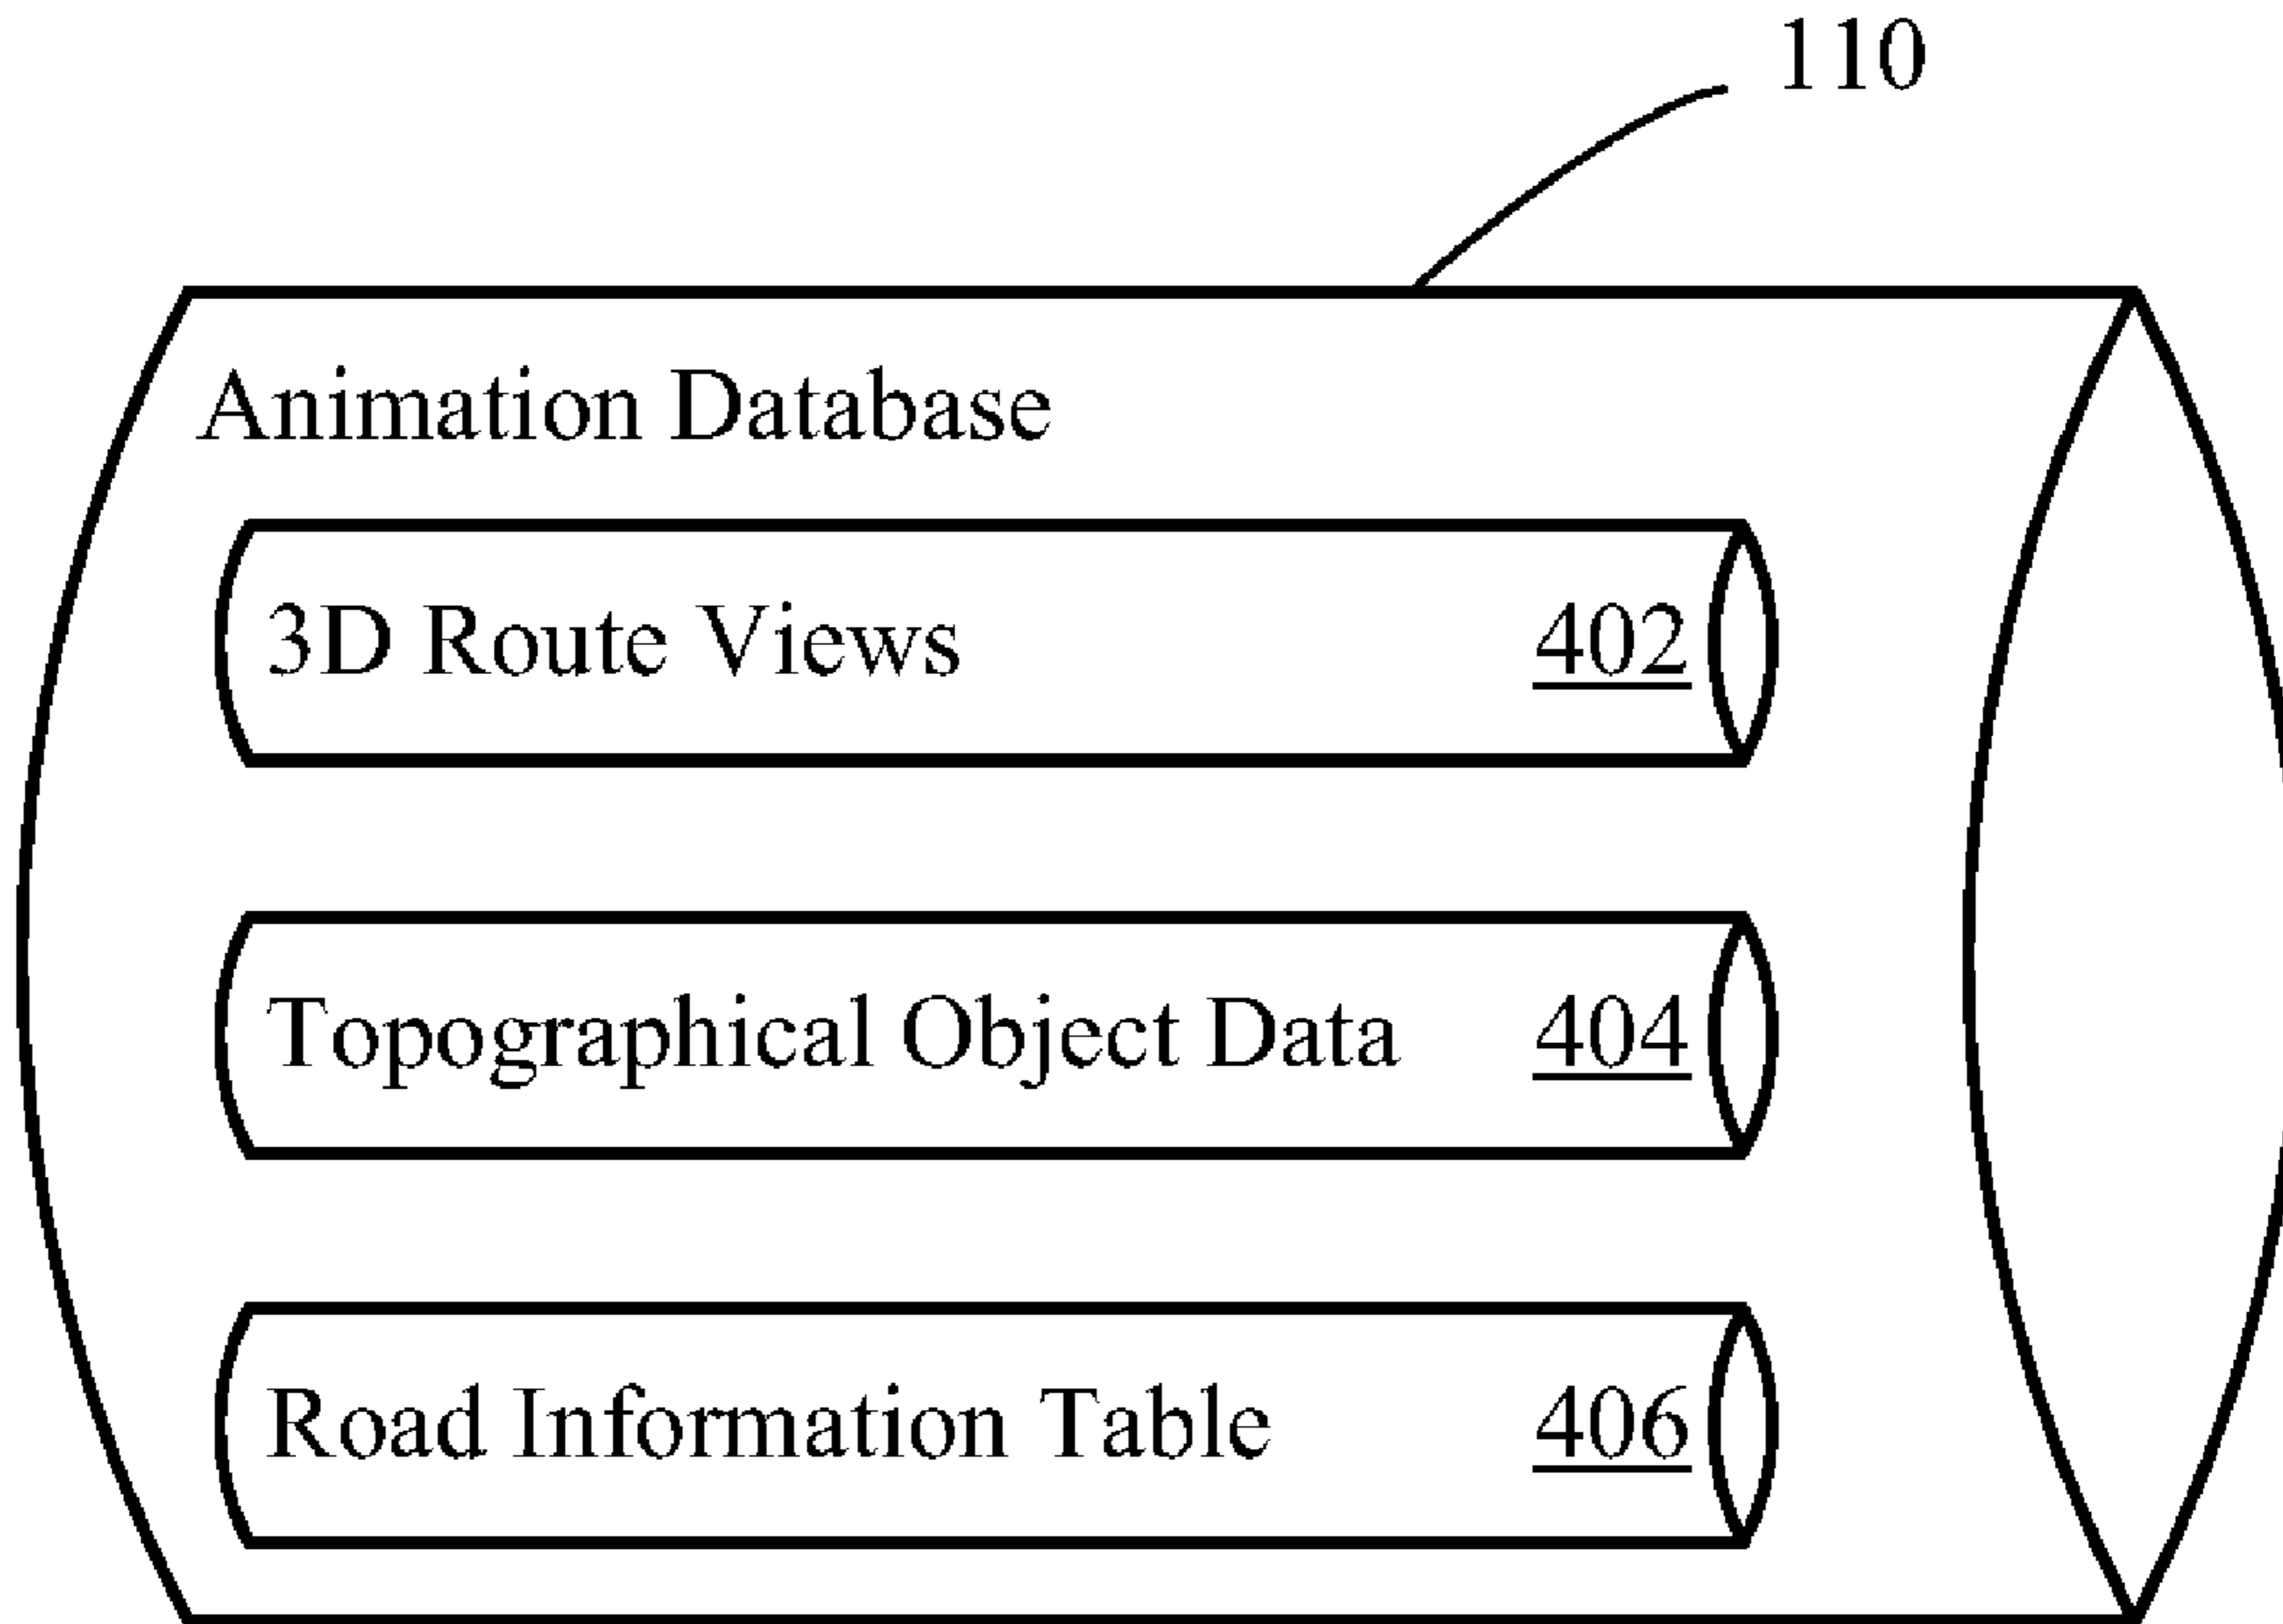 110
Animation Database
3D Route Views 402
Topographical Object Data 404
Road Information Table 406